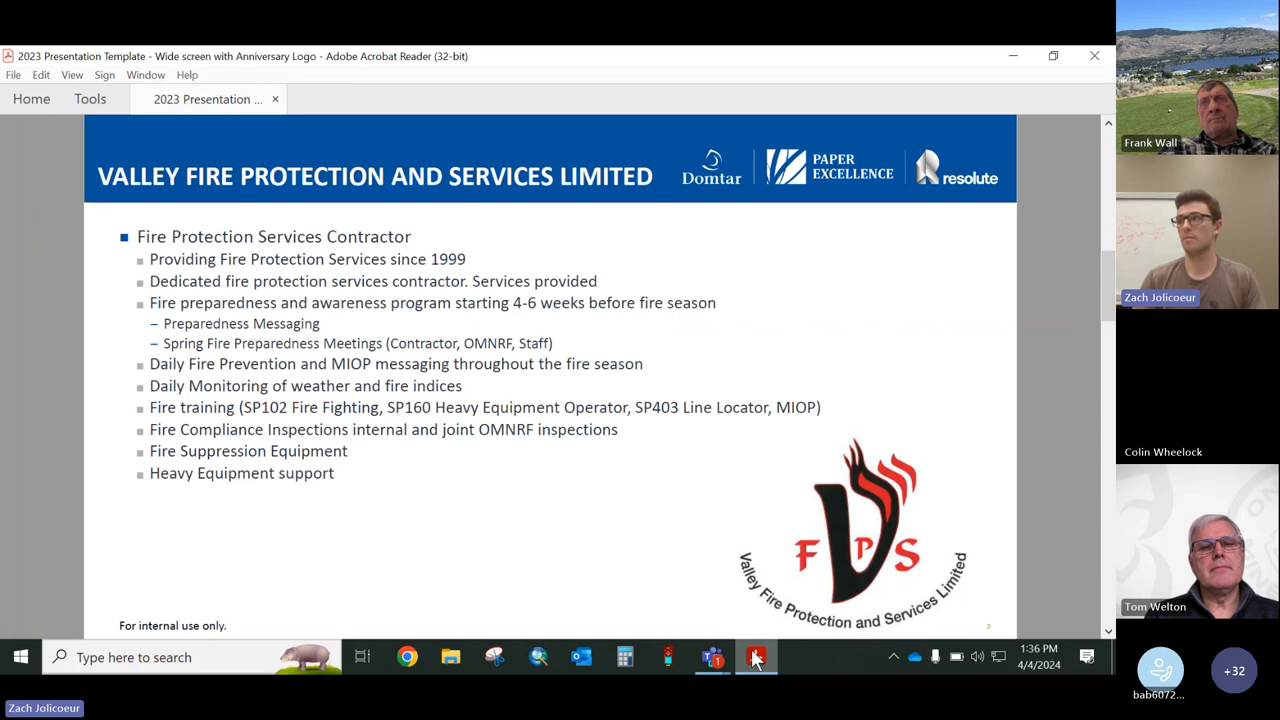 2023 Presentation Template - Wide screen with Anniversary Logo - Adobe Acrobat Reader (32-bit)
File Edit View Sign Window Help
Home Tools 2023 Presentation ... ×
VALLEY FIRE PROTECTION AND SERVICES LIMITED
Domtar
PAPER
EXCELLENCE
resolute
Fire Protection Services Contractor
Providing Fire Protection Services since 1999
Dedicated fire protection services contractor. Services provided
Fire preparedness and awareness program starting 4-6 weeks before fire season
– Preparedness Messaging
– Spring Fire Preparedness Meetings (Contractor, OMNRF, Staff)
Daily Fire Prevention and MIOP messaging throughout the fire season
Daily Monitoring of weather and fire indices
Fire training (SP102 Fire Fighting, SP160 Heavy Equipment Operator, SP403 Line Locator, MIOP)
Fire Compliance Inspections internal and joint OMNRF inspections
Fire Suppression Equipment
Heavy Equipment support
F V P S
Valley Fire Protection and Services Limited
For internal use only.
3
Type here to search
1
1:36 PM
4/4/2024
Frank Wall
Zach Jolicoeur
Colin Wheelock
Tom Welton
bab6072...
+32
Zach Jolicoeur